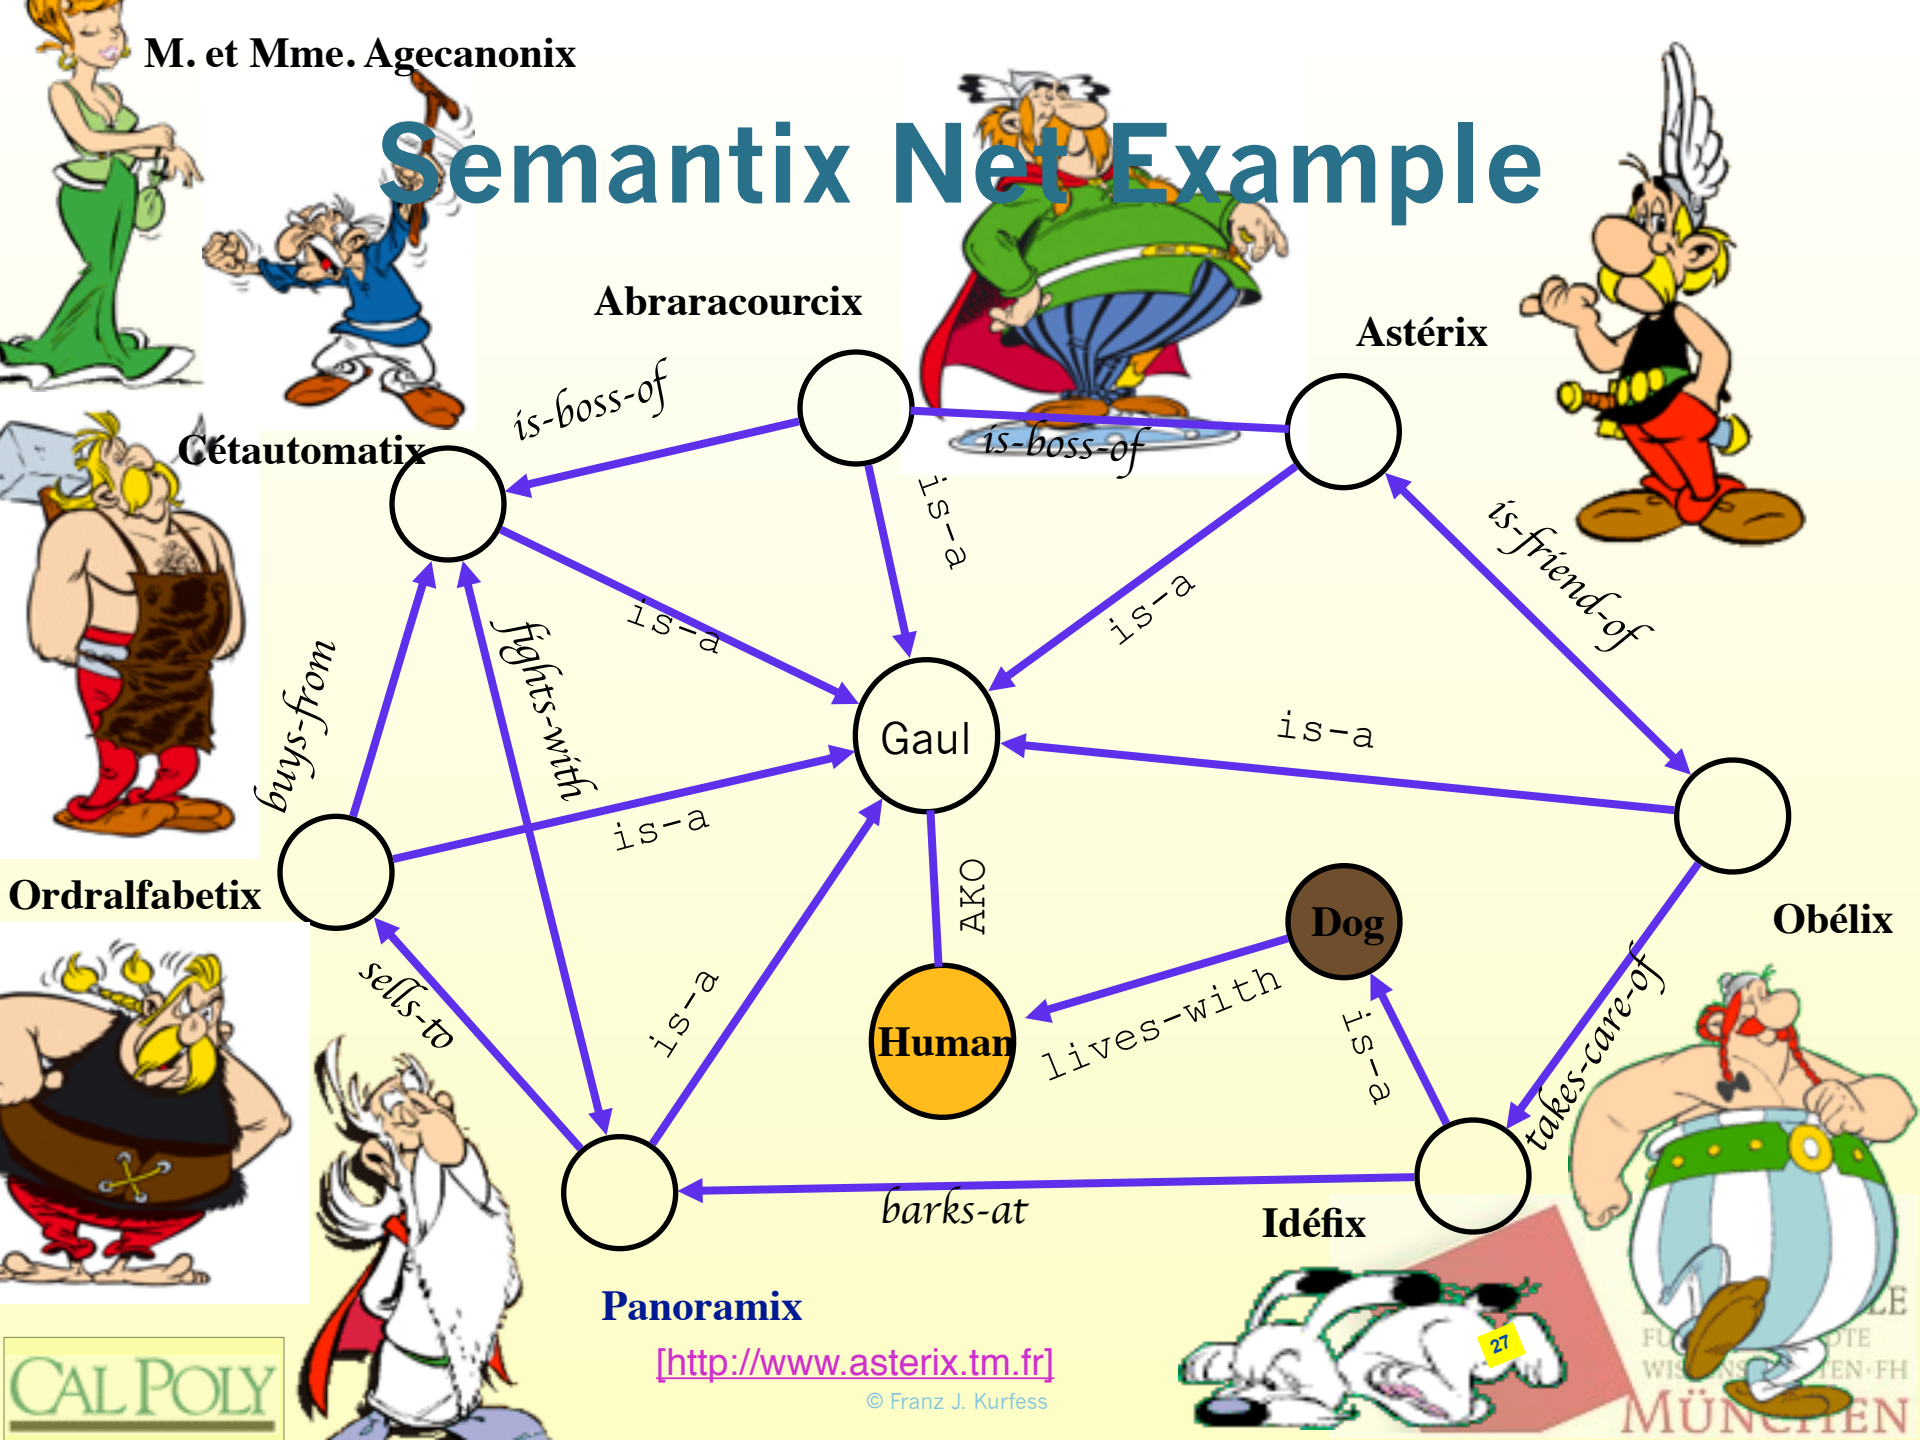 M. et Mme. Agecanonix
Semantix Net Example
Abraracourcix
Astérix
is-boss-of
is-boss-of
Cétautomatix
is-a
is-friend-of
is-a
is-a
fights-with
buys-from
is-a
Gaul
is-a
AKO
Ordralfabetix
Dog
Obélix
sells-to
is-a
Human
lives-with
is-a
takes-care-of
barks-at
Idéfix
Panoramix
[http://www.asterix.tm.fr]
27
© Franz J. Kurfess
CAL POLY
MÜNCHEN